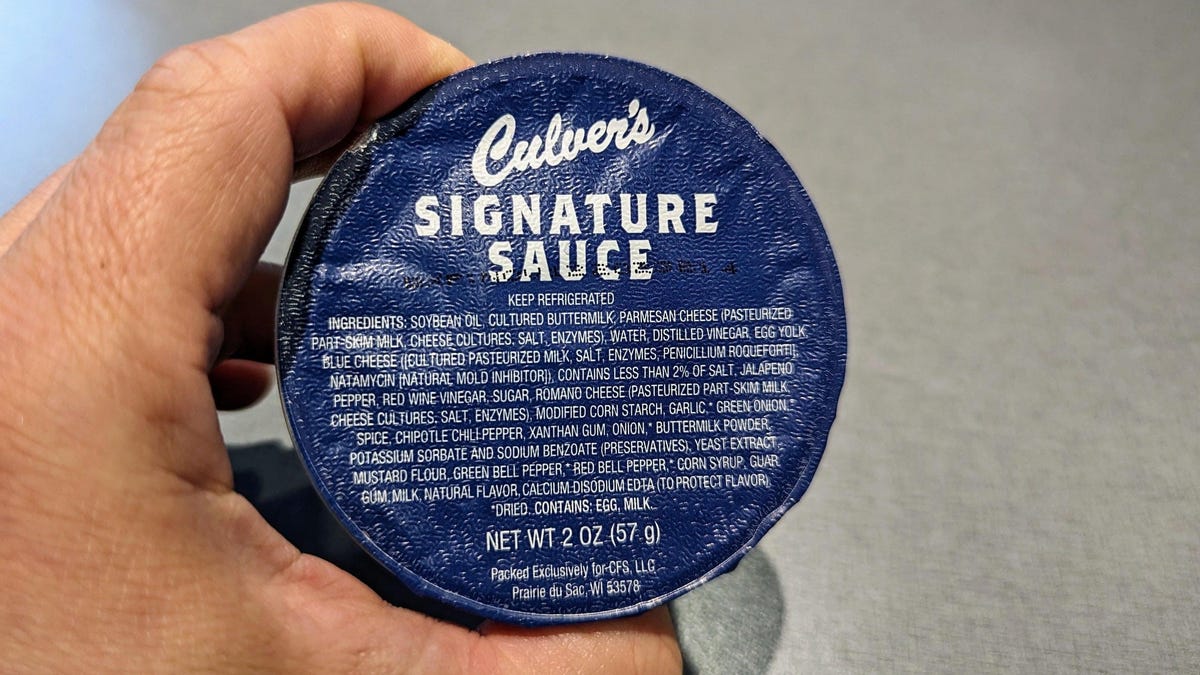 Culver's
SIGNATURE
SAUCE
KEEP REFRIGERATED
INGREDIENTS: SOYBEAN OIL, CULTURED BUTTERMILK, PARMESAN CHEESE (PASTEURIZED
PART-SKIM MILK, CHEESE CULTURES, SALT, ENZYMES), WATER, DISTILLED VINEGAR, EGG YOLK,
BLUE CHEESE ([CULTURED PASTEURIZED MILK, SALT, ENZYMES, PENICILLIUM ROQUEFORTI],
NATAMYCIN [NATURAL MOLD INHIBITOR]), CONTAINS LESS THAN 2% OF SALT, JALAPENO
PEPPER, RED WINE VINEGAR, SUGAR, ROMANO CHEESE (PASTEURIZED PART-SKIM MILK,
CHEESE CULTURES, SALT, ENZYMES), MODIFIED CORN STARCH, GARLIC,* GREEN ONION,*
SPICE, CHIPOTLE CHILI PEPPER, XANTHAN GUM, ONION,* BUTTERMILK POWDER,
POTASSIUM SORBATE AND SODIUM BENZOATE (PRESERVATIVES), YEAST EXTRACT,
MUSTARD FLOUR, GREEN BELL PEPPER,* RED BELL PEPPER,* CORN SYRUP, GUAR
GUM, MILK, NATURAL FLAVOR, CALCIUM DISODIUM EDTA (TO PROTECT FLAVOR).
*DRIED. CONTAINS: EGG, MILK.
NET WT 2 OZ (57 g)
Packed Exclusively for CFS, LLC
Prairie du Sac, WI 53578